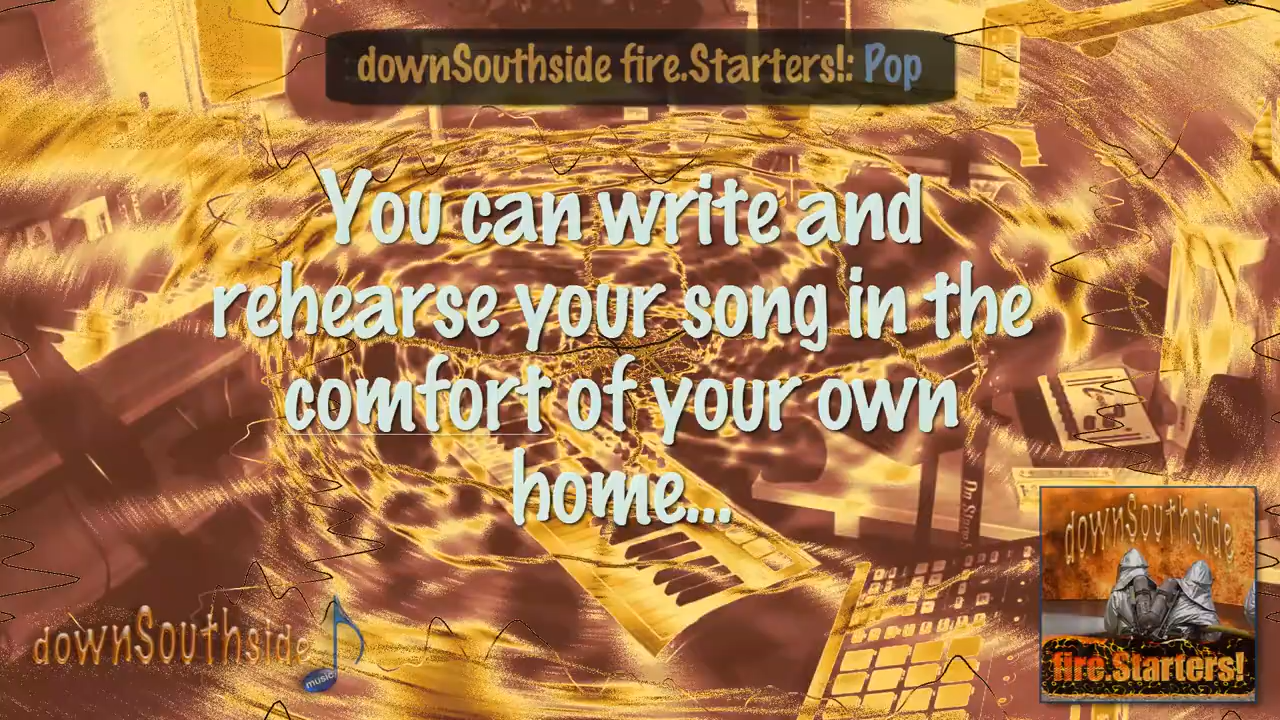 downSouthside fire.Starters!: Pop
You can write and
rehearse your song in the
comfort of your own
home...
downSouthside
fire.Starters!
downSouthside
music